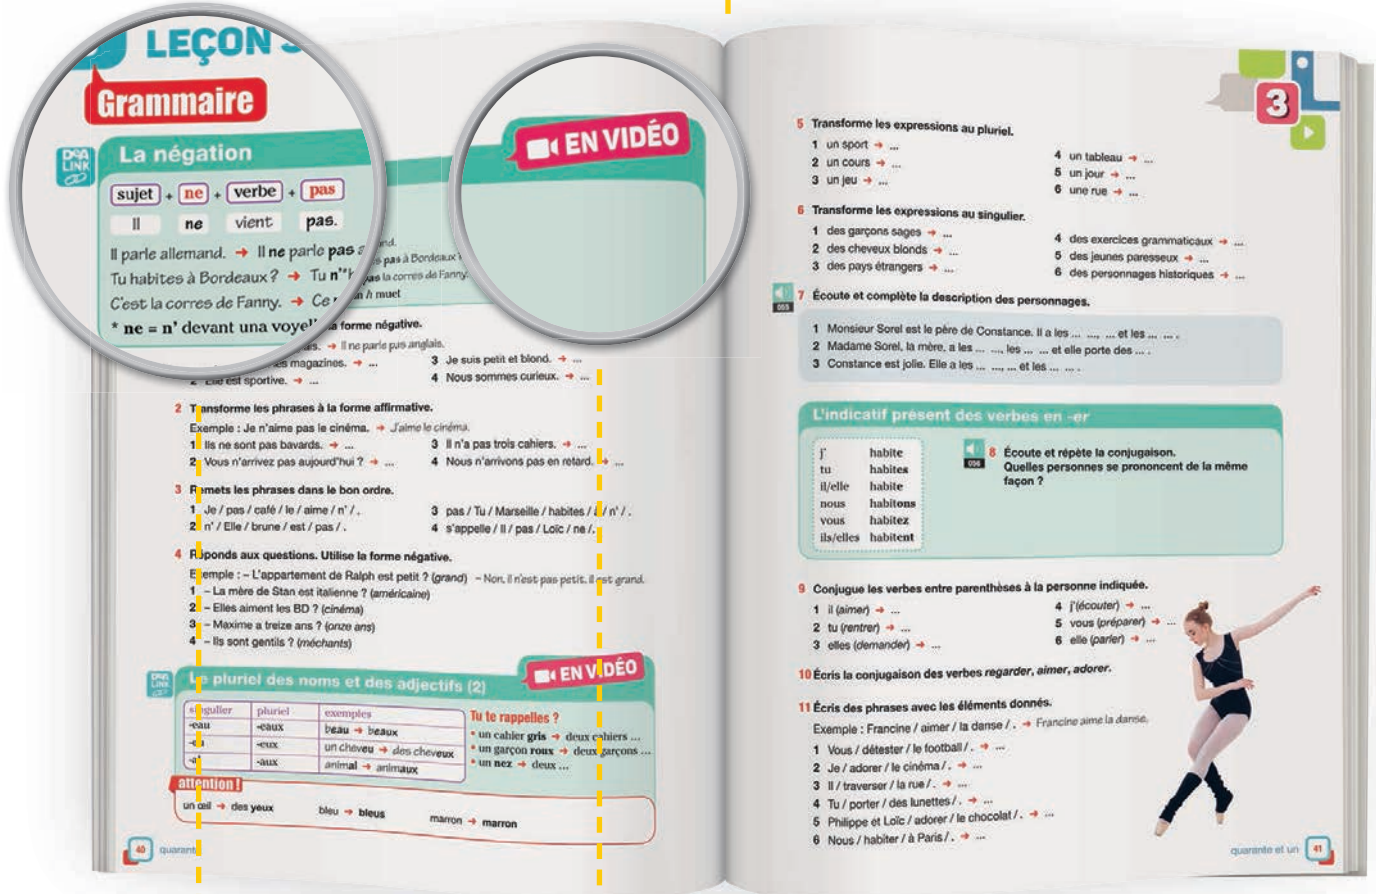 LEÇON 3
Grammaire
D@A LINK
La négation
EN VIDÉO
sujet + ne + verbe + pas
Il ne vient pas.
Il parle allemand. → Il ne parle pas
Tu habites à Bordeaux ? → Tu n'*h pas à Bordeaux
C'est la corres de Fanny. → Ce pas la corres de Fanny.
* ne = n' devant una voyel h muet
la forme négative.
→ Il ne parle pas anglais.
magazines. → ...
2 Elle est sportive. → ...
3 Je suis petit et blond. → ...
4 Nous sommes curieux. → ...
2 Transforme les phrases à la forme affirmative.
Exemple : Je n'aime pas le cinéma. → J'aime le cinéma.
1 Ils ne sont pas bavards. → ...
2 Vous n'arrivez pas aujourd'hui ? → ...
3 Il n'a pas trois cahiers. → ...
4 Nous n'arrivons pas en retard. → ...
3 Remets les phrases dans le bon ordre.
1 Je / pas / café / le / aime / n' / .
2 n' / Elle / brune / est / pas / .
3 pas / Tu / Marseille / habites / à / n' / .
4 s'appelle / Il / pas / Loïc / ne / .
4 Réponds aux questions. Utilise la forme négative.
Exemple : – L'appartement de Ralph est petit ? (grand) – Non, il n'est pas petit, il est grand.
1 – La mère de Stan est italienne ? (américaine)
2 – Elles aiment les BD ? (cinéma)
3 – Maxime a treize ans ? (onze ans)
4 – Ils sont gentils ? (méchants)
D@A LINK
Le pluriel des noms et des adjectifs (2)
EN VIDÉO
singulier pluriel exemples
-eau -eaux beau → beaux
-eu -eux un cheveu → des cheveux
-al -aux animal → animaux
Tu te rappelles ?
• un cahier gris → deux cahiers ...
• un garçon roux → deux garçons ...
• un nez → deux ...
attention !
un œil → des yeux bleu → bleus marron → marron
40 quarante
3
5 Transforme les expressions au pluriel.
1 un sport → ...
2 un cours → ...
3 un jeu → ...
4 un tableau → ...
5 un jour → ...
6 une rue → ...
6 Transforme les expressions au singulier.
1 des garçons sages → ...
2 des cheveux blonds → ...
3 des pays étrangers → ...
4 des exercices grammaticaux → ...
5 des jeunes paresseux → ...
6 des personnages historiques → ...
055
7 Écoute et complète la description des personnages.
1 Monsieur Sorel est le père de Constance. Il a les ... ..., ... et les ... ... .
2 Madame Sorel, la mère, a les ... ..., les ... ... et elle porte des ... .
3 Constance est jolie. Elle a les ... ..., ... et les ... ... .
L'indicatif présent des verbes en -er
j' habite
tu habites
il/elle habite
nous habitons
vous habitez
ils/elles habitent
056
8 Écoute et répète la conjugaison.
Quelles personnes se prononcent de la même
façon ?
9 Conjugue les verbes entre parenthèses à la personne indiquée.
1 il (aimer) → ...
2 tu (rentrer) → ...
3 elles (demander) → ...
4 j'(écouter) → ...
5 vous (préparer) → ...
6 elle (parler) → ...
10 Écris la conjugaison des verbes regarder, aimer, adorer.
11 Écris des phrases avec les éléments donnés.
Exemple : Francine / aimer / la danse / . → Francine aime la danse.
1 Vous / détester / le football / . → ...
2 Je / adorer / le cinéma / . → ...
3 Il / traverser / la rue / . → ...
4 Tu / porter / des lunettes / . → ...
5 Philippe et Loïc / adorer / le chocolat / . → ...
6 Nous / habiter / à Paris / . → ...
quarante et un 41